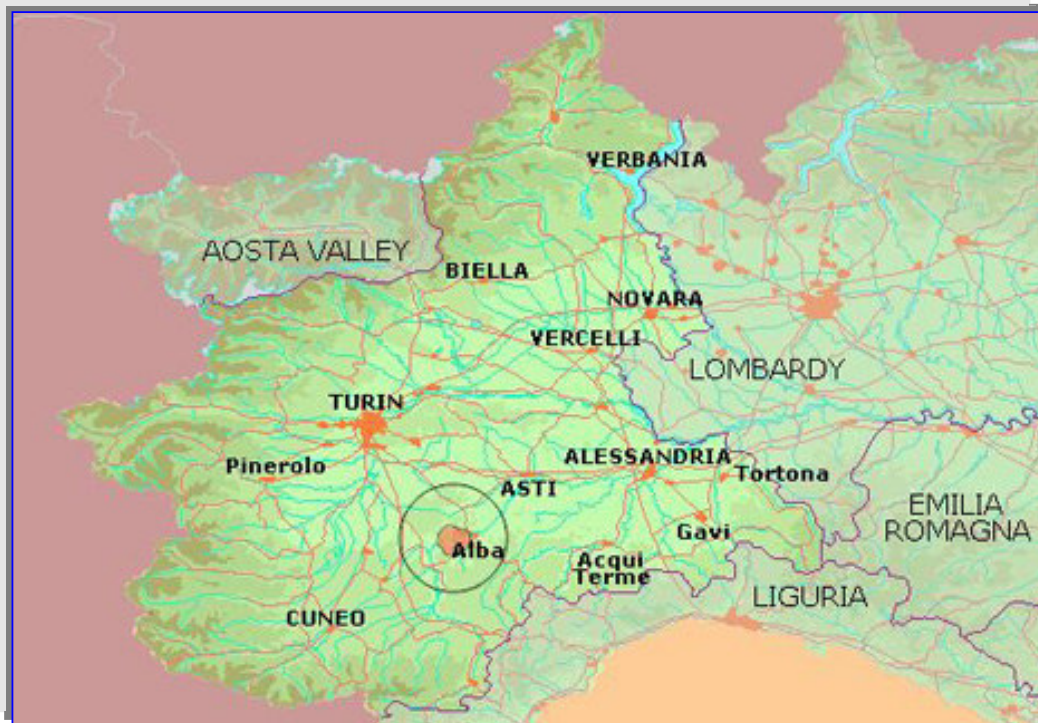 VERBANIA
AOSTA VALLEY
BIELLA
NOVARA
VERCELLI
LOMBARDY
TURIN
ALESSANDRIA
Pinerolo
Tortona
ASTI
EMILIA
ROMAGNA
Gavi
Alba
Acqui
Terme
LIGURIA
CUNEO